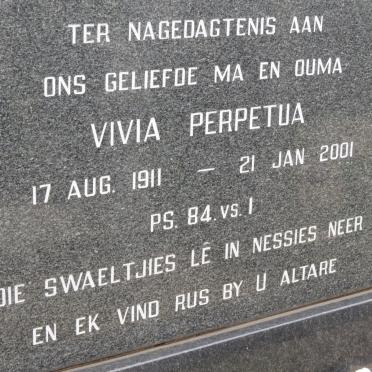 TER NAGEDAGTENIS AAN
ONS GELIEFDE MA EN OUMA
VIVIA PERPETUA
17 AUG. 1911 — 21 JAN 2001
PS. 84. vs. 1
DIE SWAELTJIES LÊ IN NESSIES NEER
EN EK VIND RUS BY U ALTARE